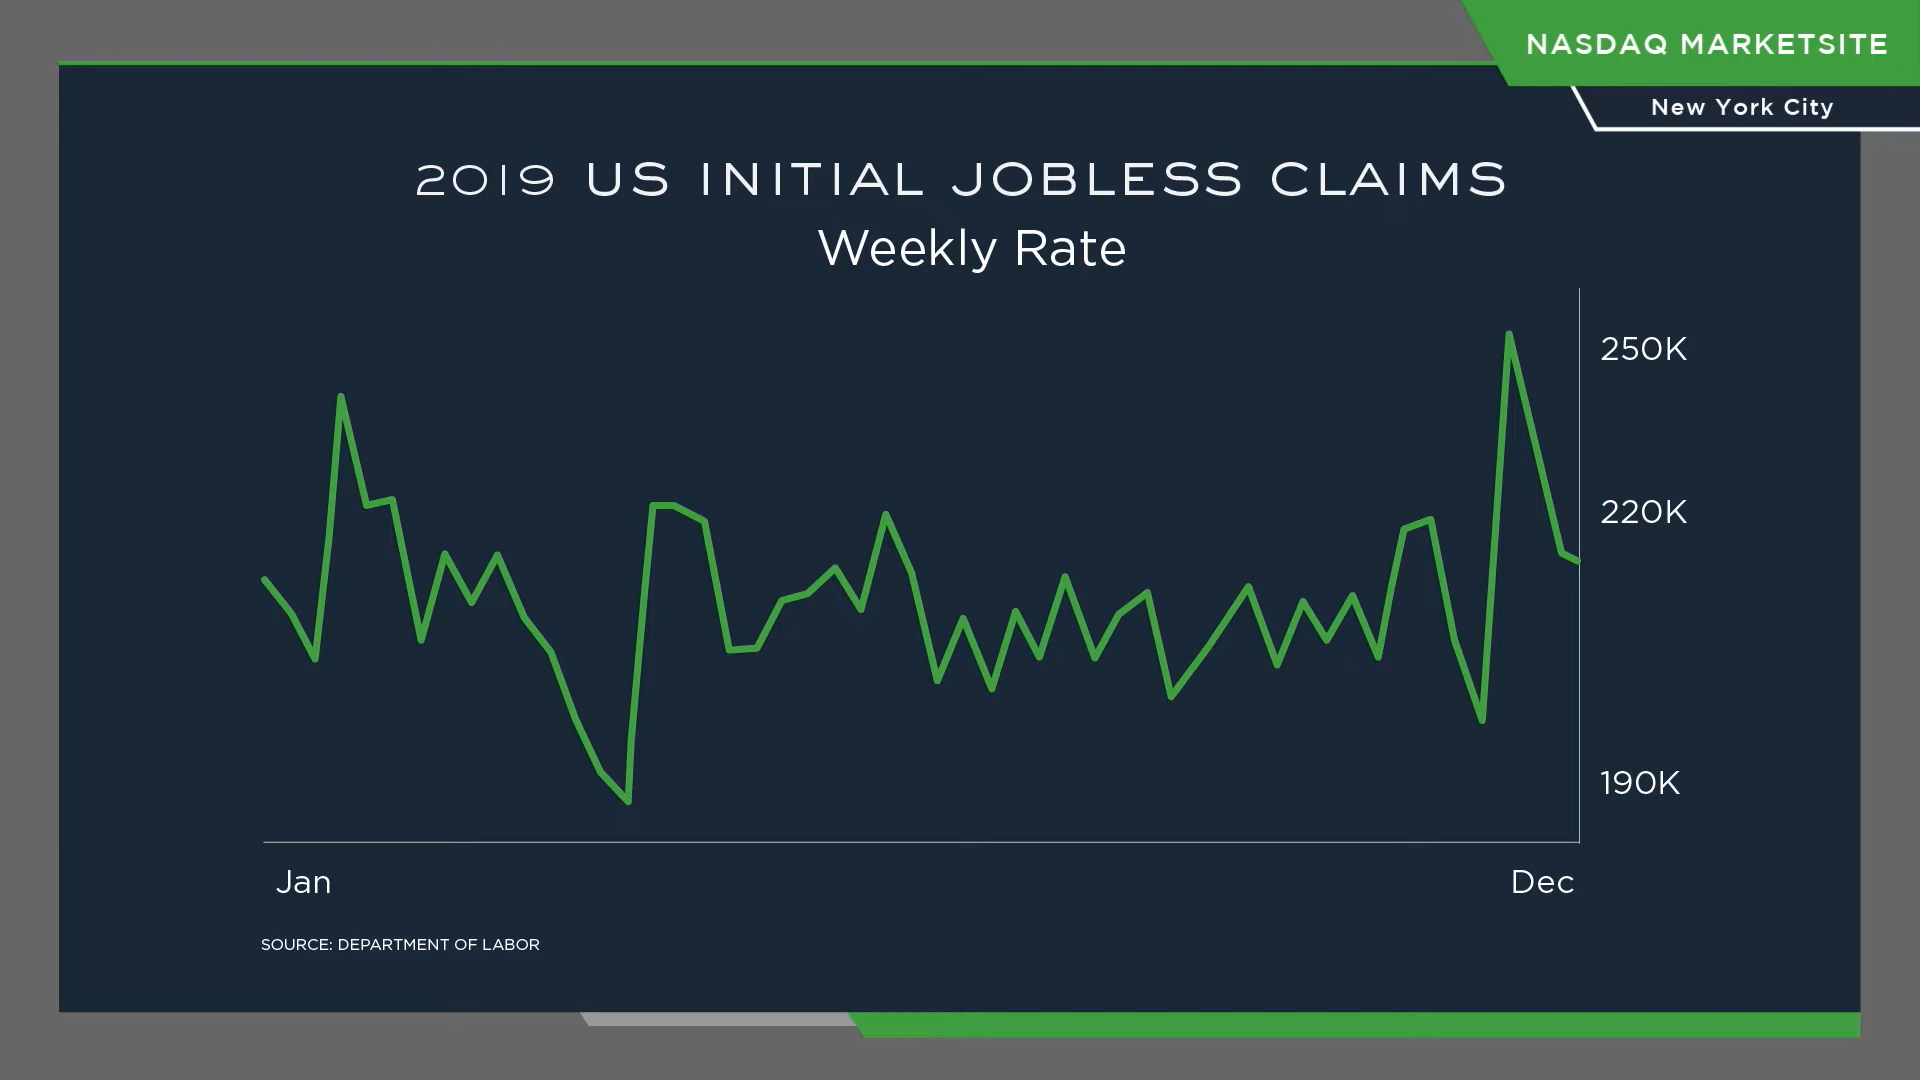 NASDAQ MARKETSITE
New York City
2019 US INITIAL JOBLESS CLAIMS
Weekly Rate
250K
220K
190K
Jan
Dec
SOURCE: DEPARTMENT OF LABOR